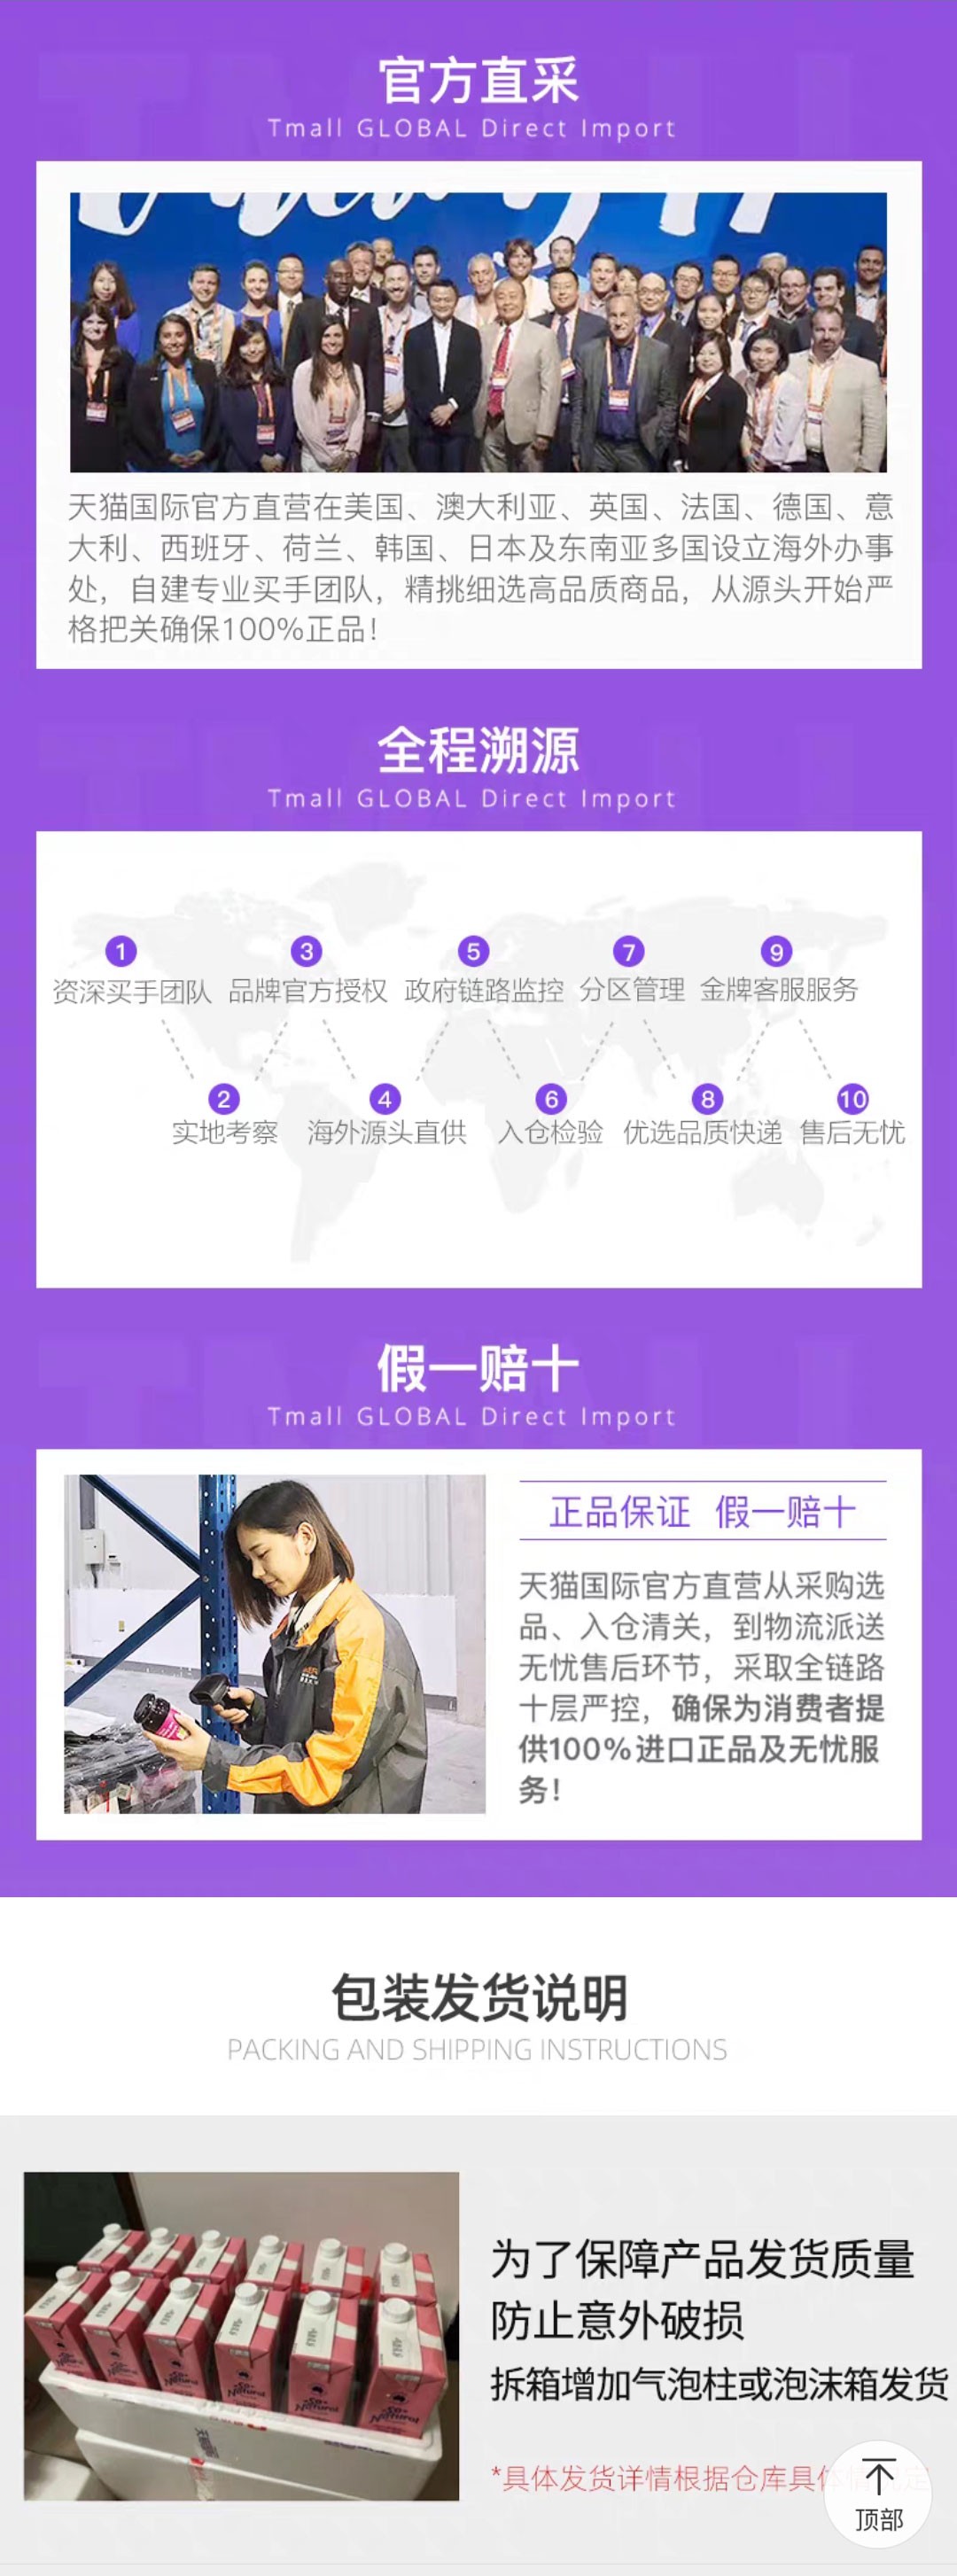 官方直采
Tmall GLOBAL Direct Import
天猫国际官方直营在美国、澳大利亚、英国、法国、德国、意
大利、西班牙、荷兰、韩国、日本及东南亚多国设立海外办事
处，自建专业买手团队，精挑细选高品质商品，从源头开始严
格把关确保100%正品！
全程溯源
Tmall GLOBAL Direct Import
1 3 5 7 9
资深买手团队 品牌官方授权 政府链路监控 分区管理 金牌客服服务
2 4 6 8 10
实地考察 海外源头直供 入仓检验 优选品质快递 售后无忧
假一赔十
Tmall GLOBAL Direct Import
正品保证 假一赔十
天猫国际官方直营从采购选
品、入仓清关，到物流派送
无忧售后环节，采取全链路
十层严控，确保为消费者提
供100%进口正品及无忧服
务！
包装发货说明
PACKING AND SHIPPING INSTRUCTIONS
为了保障产品发货质量
防止意外破损
拆箱增加气泡柱或泡沫箱发货
*具体发货详情根据仓库具体情况定
顶部
So Natural
So Natural
So Natural